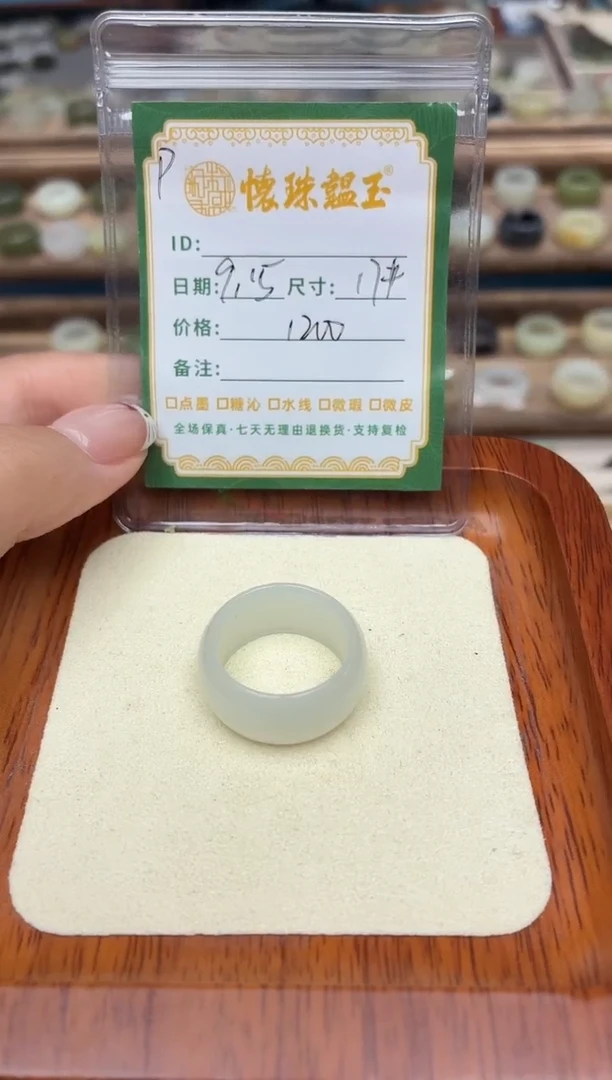 P
懷珠韞玉®
ID:
日期: 9.15 尺寸: 17#
价格: 1200
备注:
□点墨 □糖沁 □水线 □微瑕 □微皮
全场保真·七天无理由退换货·支持复检